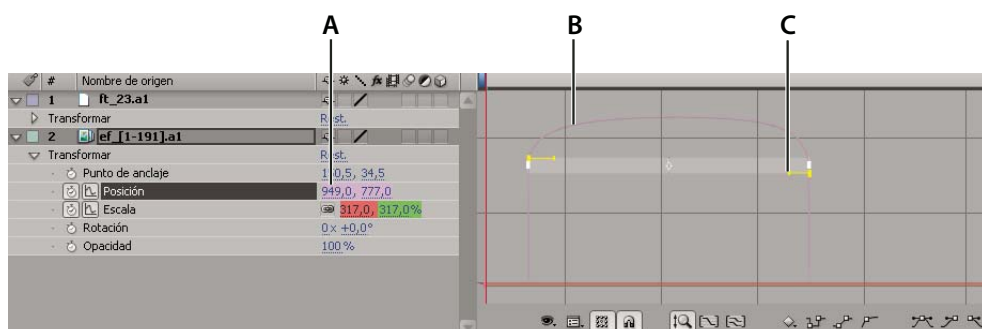 A B C
# Nombre de origen
1 ft_23.a1
Transformar Rest.
2 ef_[1-191].a1
Transformar Rest.
Punto de anclaje 150,5, 34,5
Posición 949,0, 777,0
Escala 317,0, 317,0%
Rotación 0x +0,0°
Opacidad 100 %